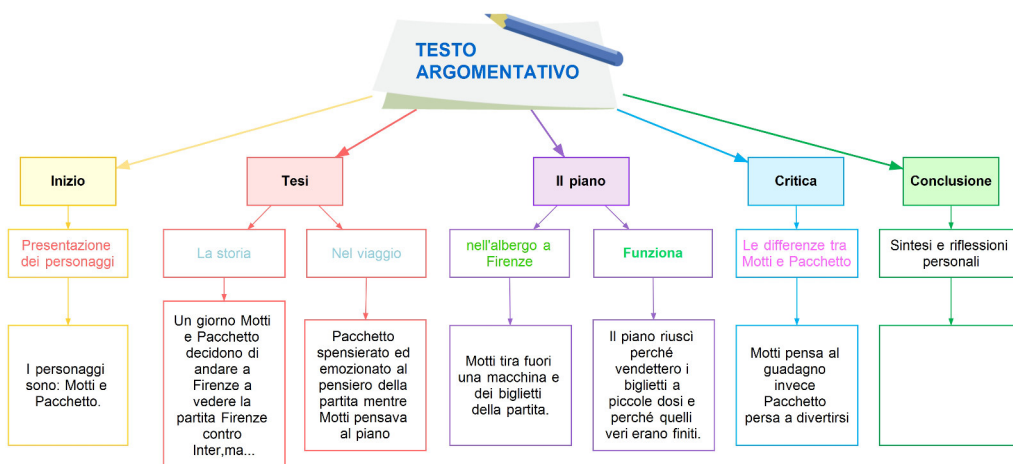 TESTO
ARGOMENTATIVO
Inizio
Tesi
Il piano
Critica
Conclusione
Presentazione
dei personaggi
La storia
Nel viaggio
nell'albergo a
Firenze
Funziona
Le differenze tra
Motti e Pacchetto
Sintesi e riflessioni
personali
I personaggi
sono: Motti e
Pacchetto.
Un giorno Motti
e Pacchetto
decidono di
andare a
Firenze a
vedere la
partita Firenze
contro
Inter,ma...
Pacchetto
spensierato ed
emozionato al
pensiero della
partita mentre
Motti pensava
al piano
Motti tira fuori
una macchina e
dei biglietti
della partita.
Il piano riuscì
perché
vendettero i
biglietti a
piccole dosi e
perché quelli
veri erano finiti.
Motti pensa al
guadagno
invece
Pacchetto
persa a divertirsi